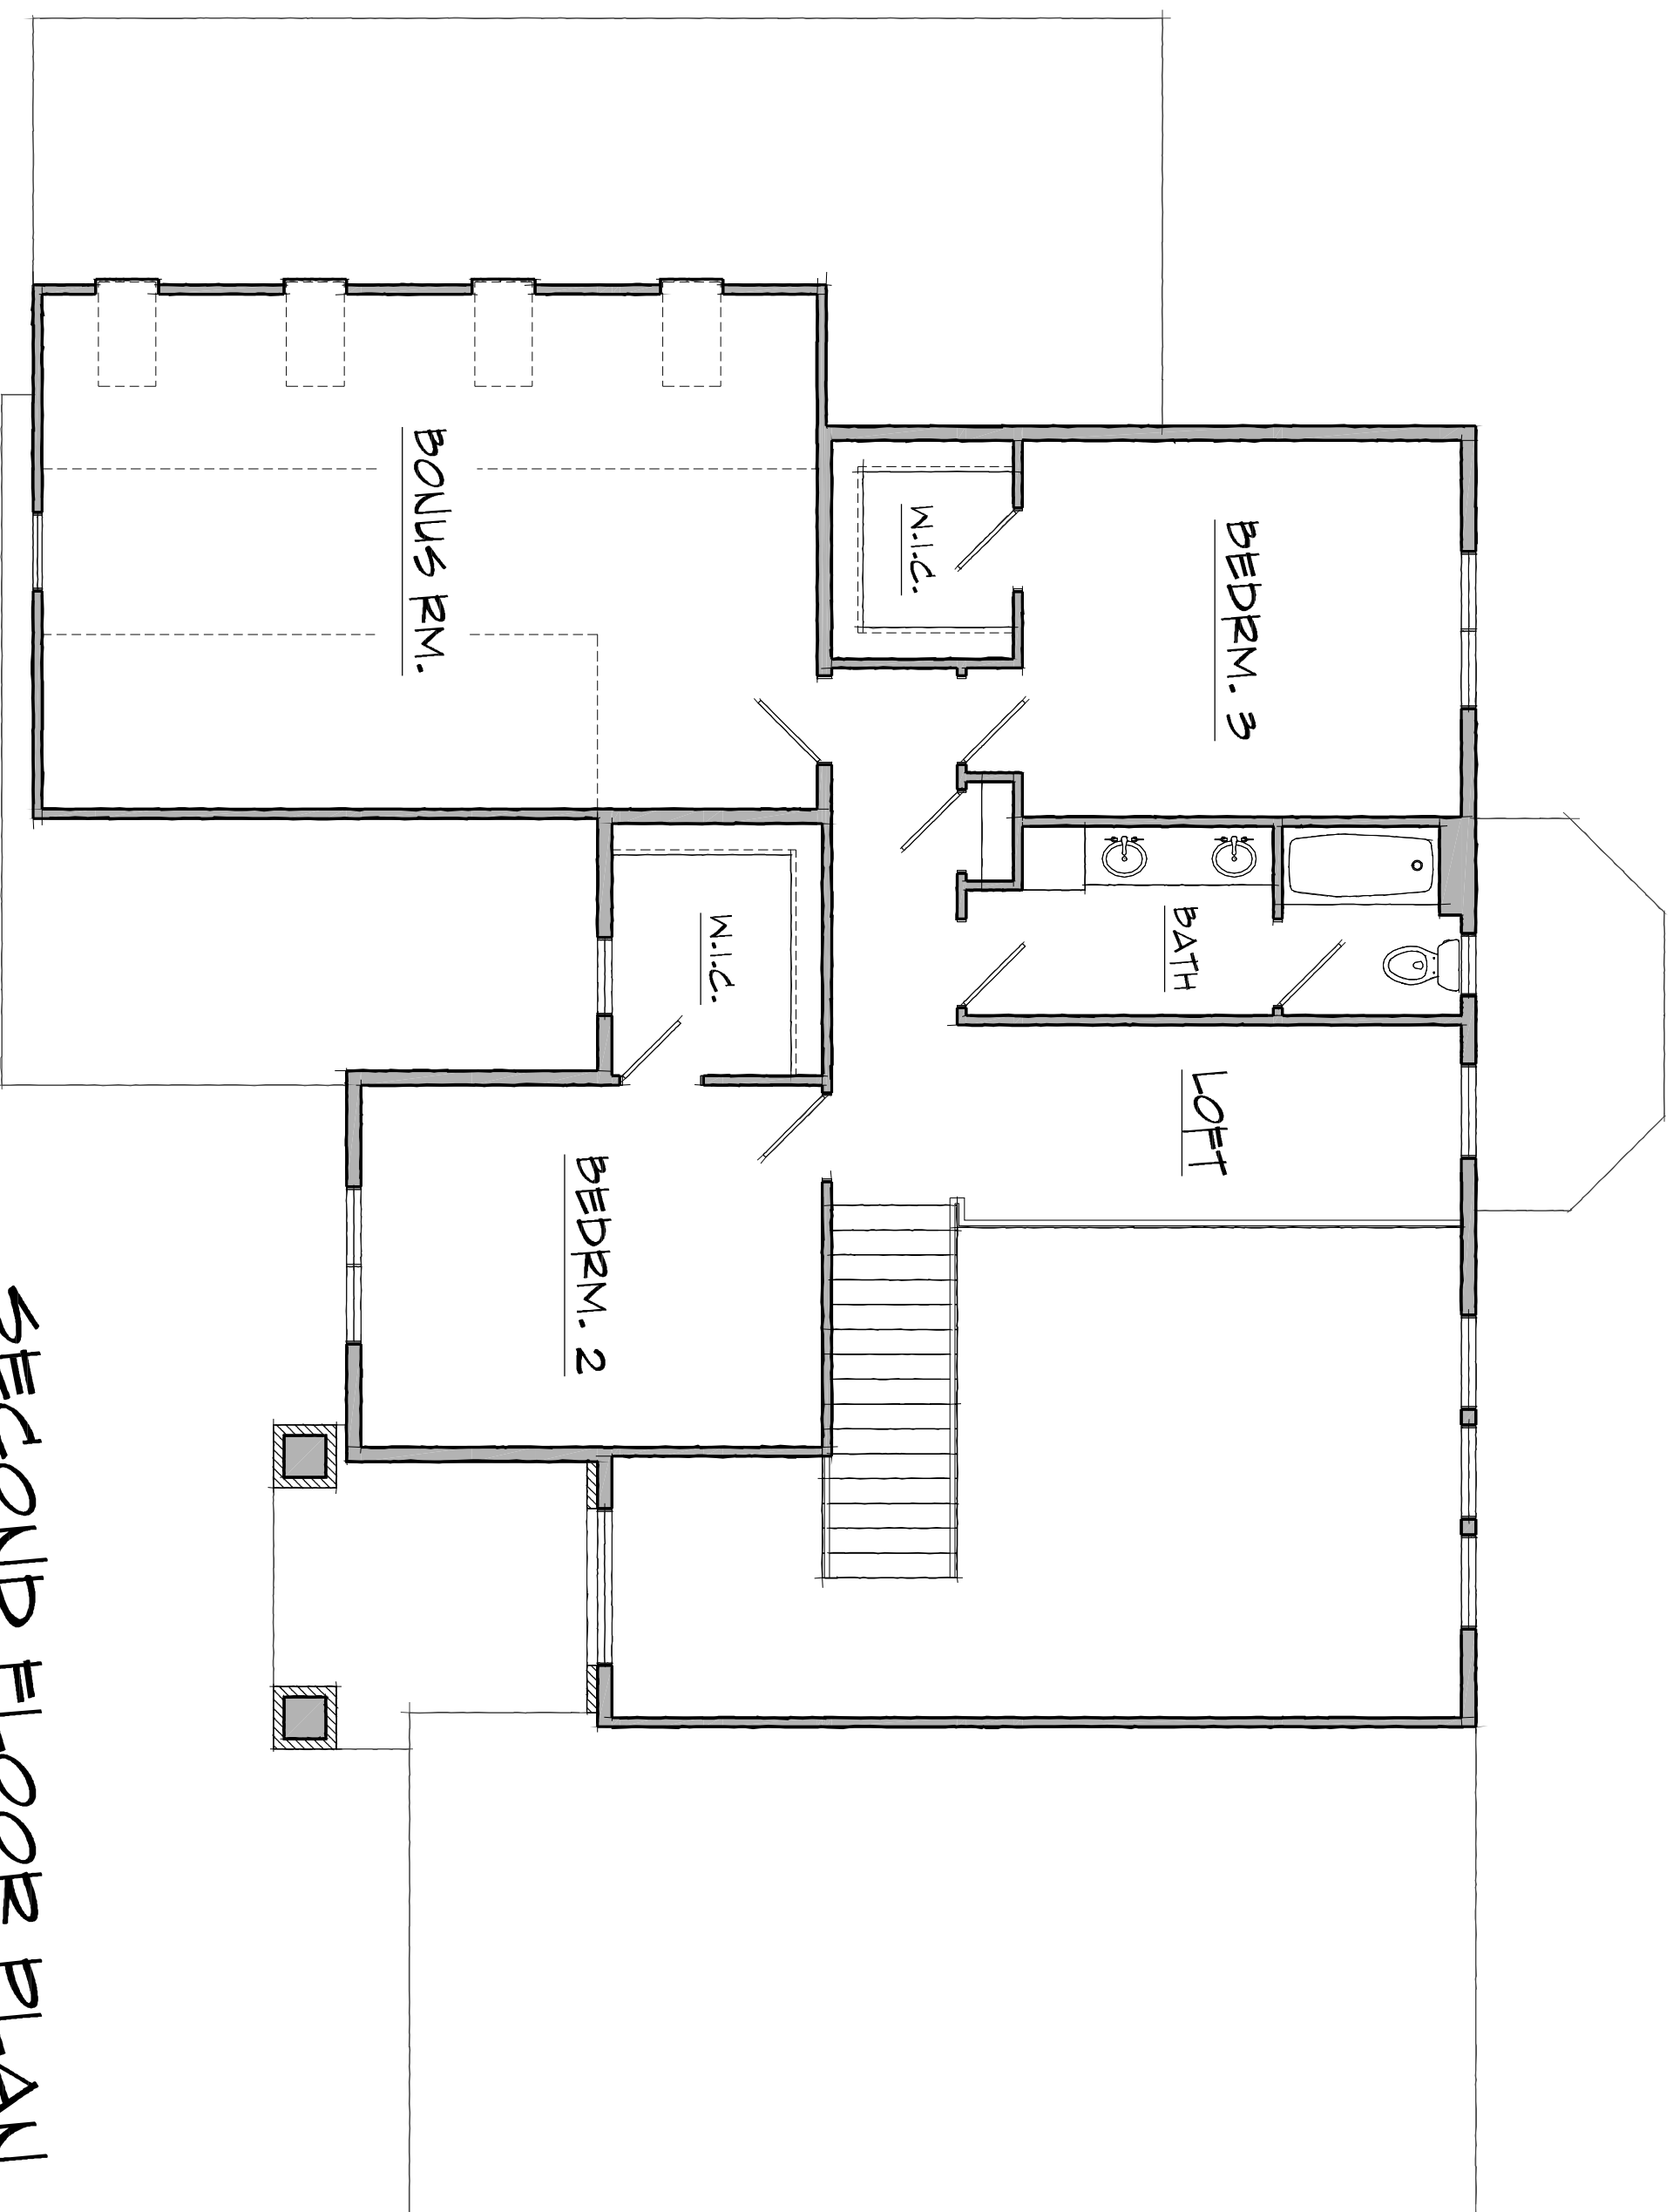 BEDRM. 3
W.I.C.
BATH
LOFT
BONUS RM.
W.I.C.
BEDRM. 2
SECOND FLOOR PLAN